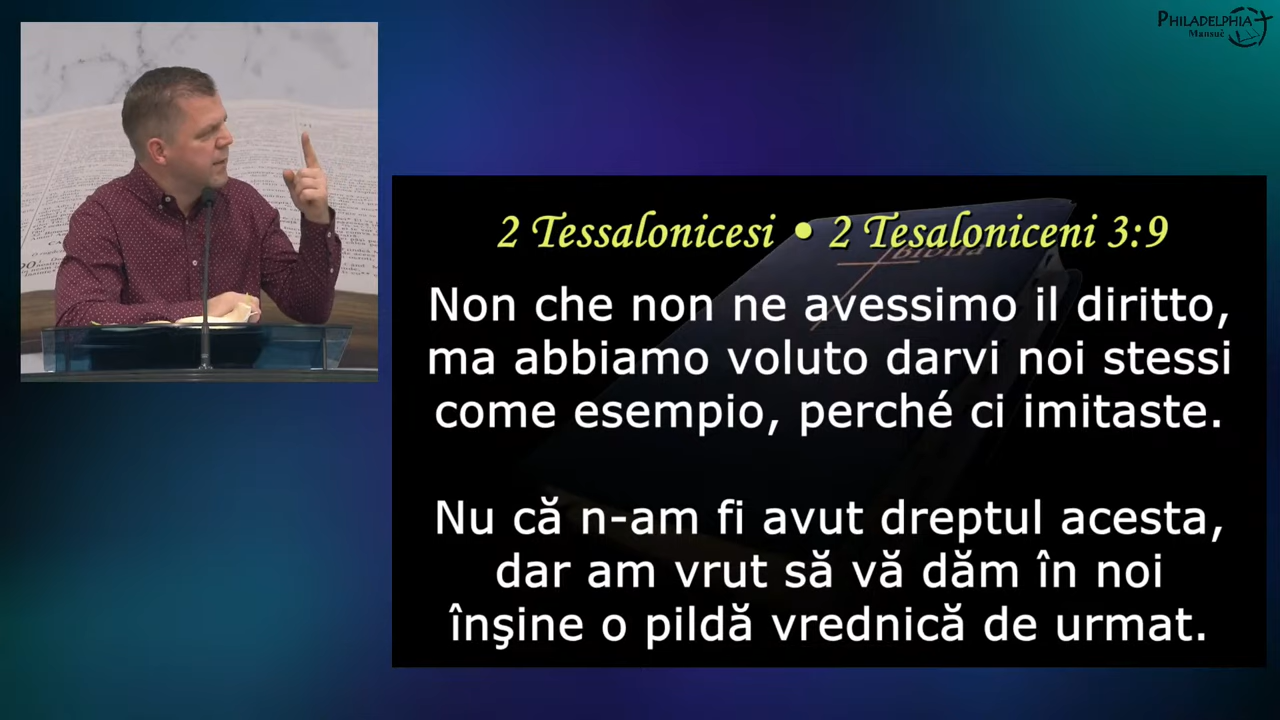 PHILADELPHIA
Mansuè
2 Tessalonicesi • 2 Tesaloniceni 3:9
Biblia
Non che non ne avessimo il diritto,
ma abbiamo voluto darvi noi stessi
come esempio, perché ci imitaste.
Nu că n-am fi avut dreptul acesta,
dar am vrut să vă dăm în noi
înşine o pildă vrednică de urmat.